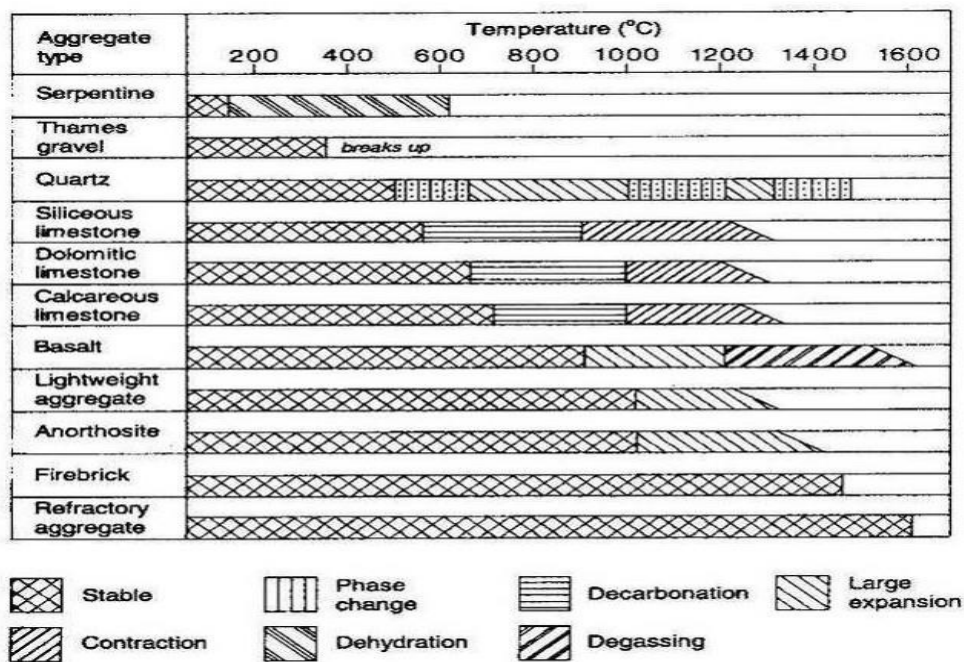 Aggregate
type
Temperature (°C)
200 400 600 800 1000 1200 1400 1600
Serpentine
Thames
gravel
breaks up
Quartz
Siliceous
limestone
Dolomitic
limestone
Calcareous
limestone
Basalt
Lightweight
aggregate
Anorthosite
Firebrick
Refractory
aggregate
Stable
Phase
change
Decarbonation
Large
expansion
Contraction
Dehydration
Degassing